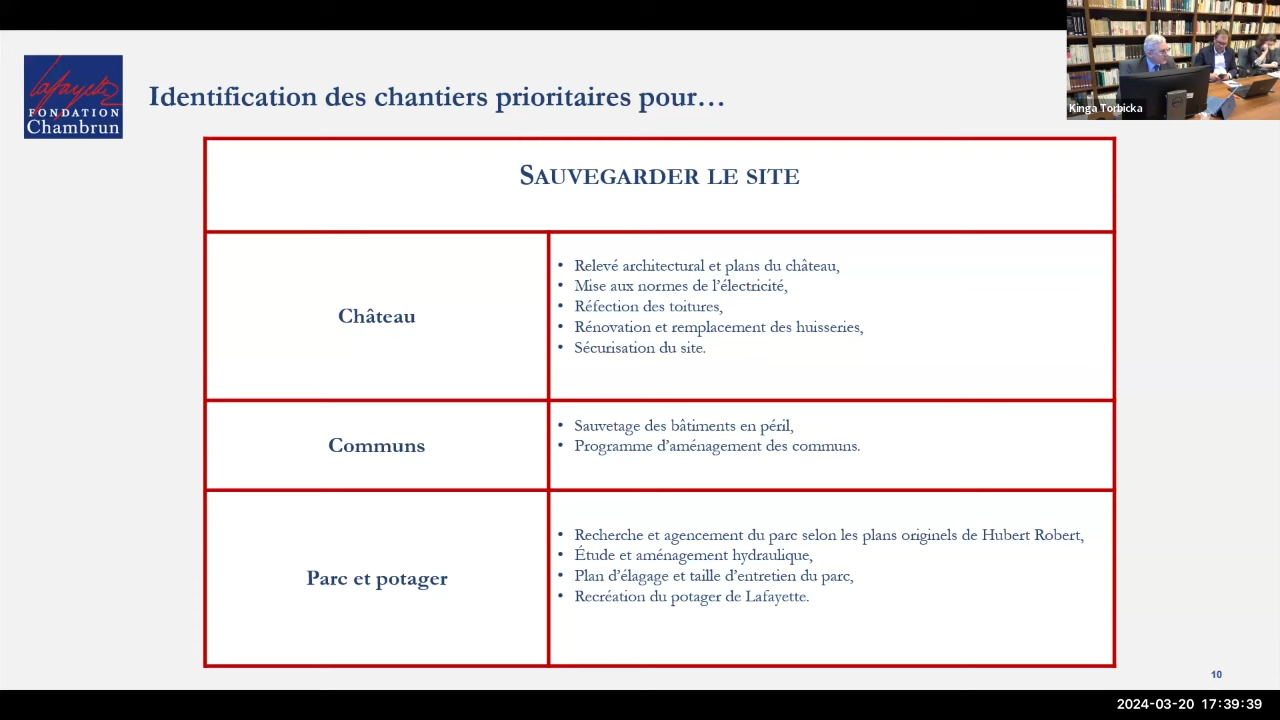 lafayette
FONDATION
Chambrun
Identification des chantiers prioritaires pour…
Kinga Torbicka
SAUVEGARDER LE SITE
Château
• Relevé architectural et plans du château,
• Mise aux normes de l’électricité,
• Réfection des toitures,
• Rénovation et remplacement des huisseries,
• Sécurisation du site.
Communs
• Sauvetage des bâtiments en péril,
• Programme d’aménagement des communs.
Parc et potager
• Recherche et agencement du parc selon les plans originels de Hubert Robert,
• Étude et aménagement hydraulique,
• Plan d’élagage et taille d’entretien du parc,
• Recréation du potager de Lafayette.
10
2024-03-20 17:39:39